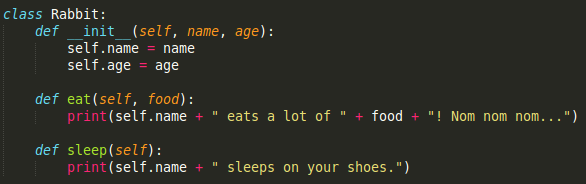 class Rabbit:
    def __init__(self, name, age):
        self.name = name
        self.age = age

    def eat(self, food):
        print(self.name + " eats a lot of " + food + "! Nom nom nom...")

    def sleep(self):
        print(self.name + " sleeps on your shoes.")